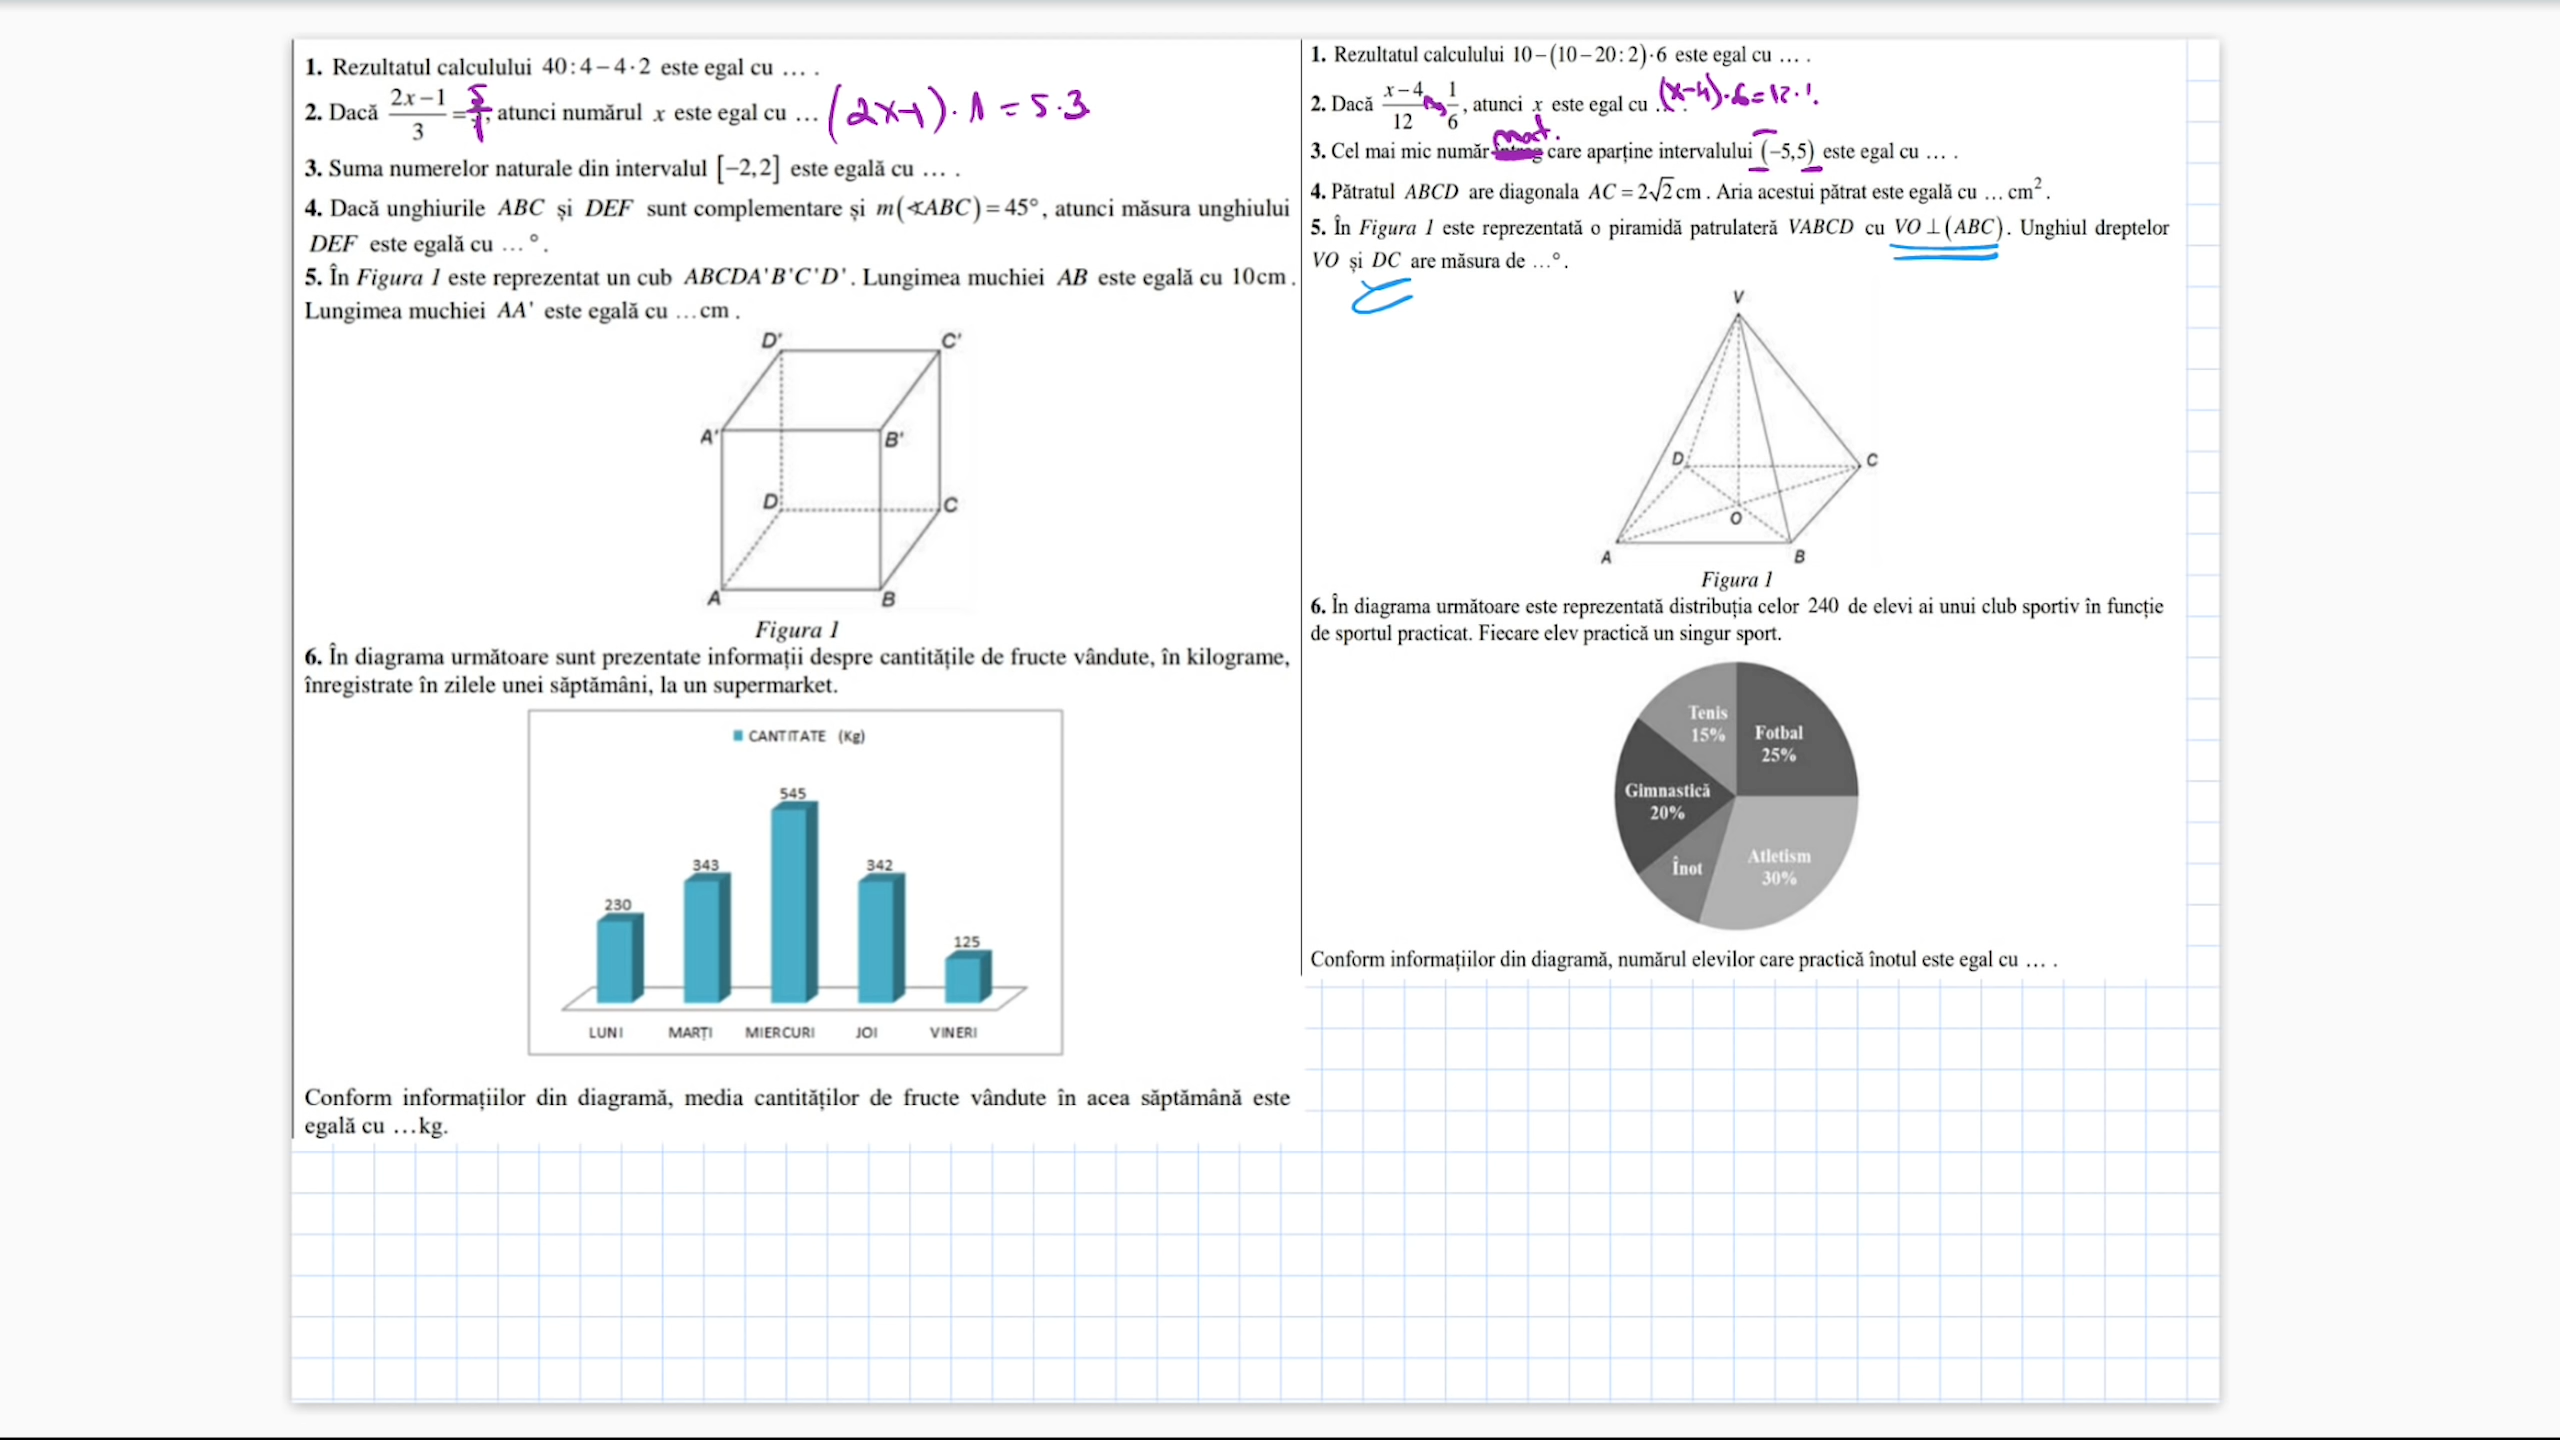 1. Rezultatul calculului 40:4−4·2 este egal cu … .
2. Dacă (2x−1)/3 = 5/1, atunci numărul x este egal cu … (2x-1)·1 = 5·3
3. Suma numerelor naturale din intervalul [−2,2] este egală cu … .
4. Dacă unghiurile ABC și DEF sunt complementare și m(∢ABC)=45°, atunci măsura unghiului
DEF este egală cu … °.
5. În Figura 1 este reprezentat un cub ABCDA'B'C'D'. Lungimea muchiei AB este egală cu 10cm.
Lungimea muchiei AA' este egală cu …cm .
D' C'
A' B'
D C
A B
Figura 1
6. În diagrama următoare sunt prezentate informații despre cantitățile de fructe vândute, în kilograme,
înregistrate în zilele unei săptămâni, la un supermarket.
CANTITATE (Kg)
545
343 342
230
125
LUNI MARȚI MIERCURI JOI VINERI
Conform informațiilor din diagramă, media cantităților de fructe vândute în acea săptămână este
egală cu …kg.
1. Rezultatul calculului 10−(10−20:2)·6 este egal cu … .
2. Dacă (x−4)/12 = 1/6, atunci x este egal cu … (x-4)·6=12·1
mat.
3. Cel mai mic număr care aparține intervalului (−5,5) este egal cu … .
4. Pătratul ABCD are diagonala AC = 2√2cm. Aria acestui pătrat este egală cu … cm².
5. În Figura 1 este reprezentată o piramidă patrulateră VABCD cu VO⊥(ABC). Unghiul dreptelor
VO și DC are măsura de …°.
V
D C
O
A B
Figura 1
6. În diagrama următoare este reprezentată distribuția celor 240 de elevi ai unui club sportiv în funcție
de sportul practicat. Fiecare elev practică un singur sport.
Tenis
15%
Fotbal
25%
Gimnastică
20%
Înot
Atletism
30%
Conform informațiilor din diagramă, numărul elevilor care practică înotul este egal cu … .